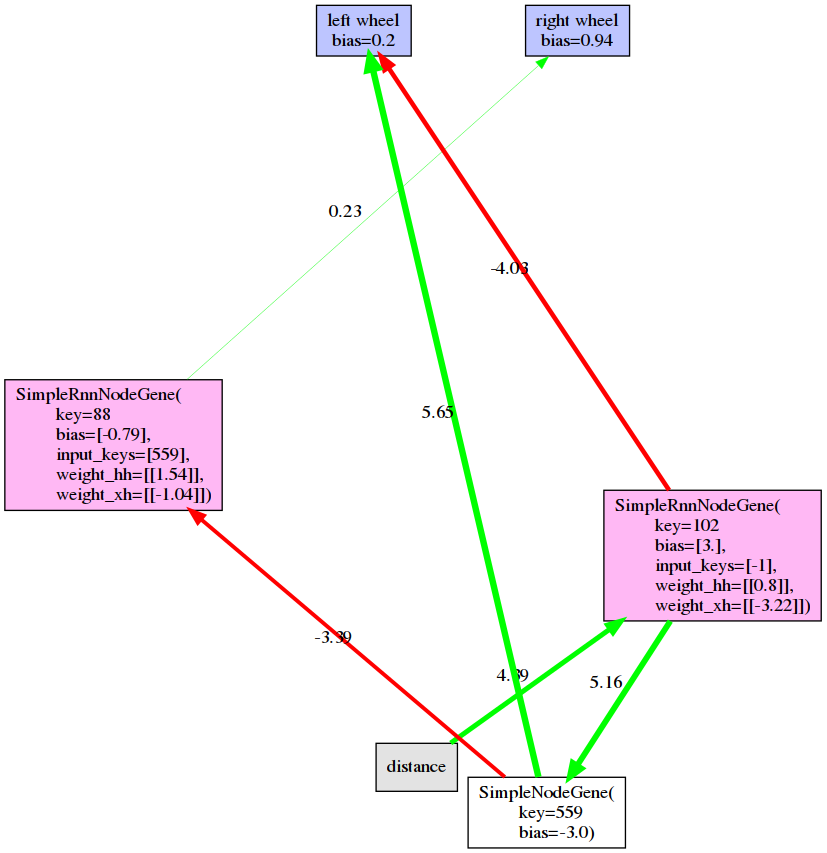 left wheel
bias=0.2
right wheel
bias=0.94
0.23
-4.03
SimpleRnnNodeGene(
key=88
bias=[-0.79],
input_keys=[559],
weight_hh=[[1.54]],
weight_xh=[[-1.04]])
5.65
SimpleRnnNodeGene(
key=102
bias=[3.],
input_keys=[-1],
weight_hh=[[0.8]],
weight_xh=[[-3.22]])
-3.39
5.16
distance
SimpleNodeGene(
key=559
bias=-3.0)